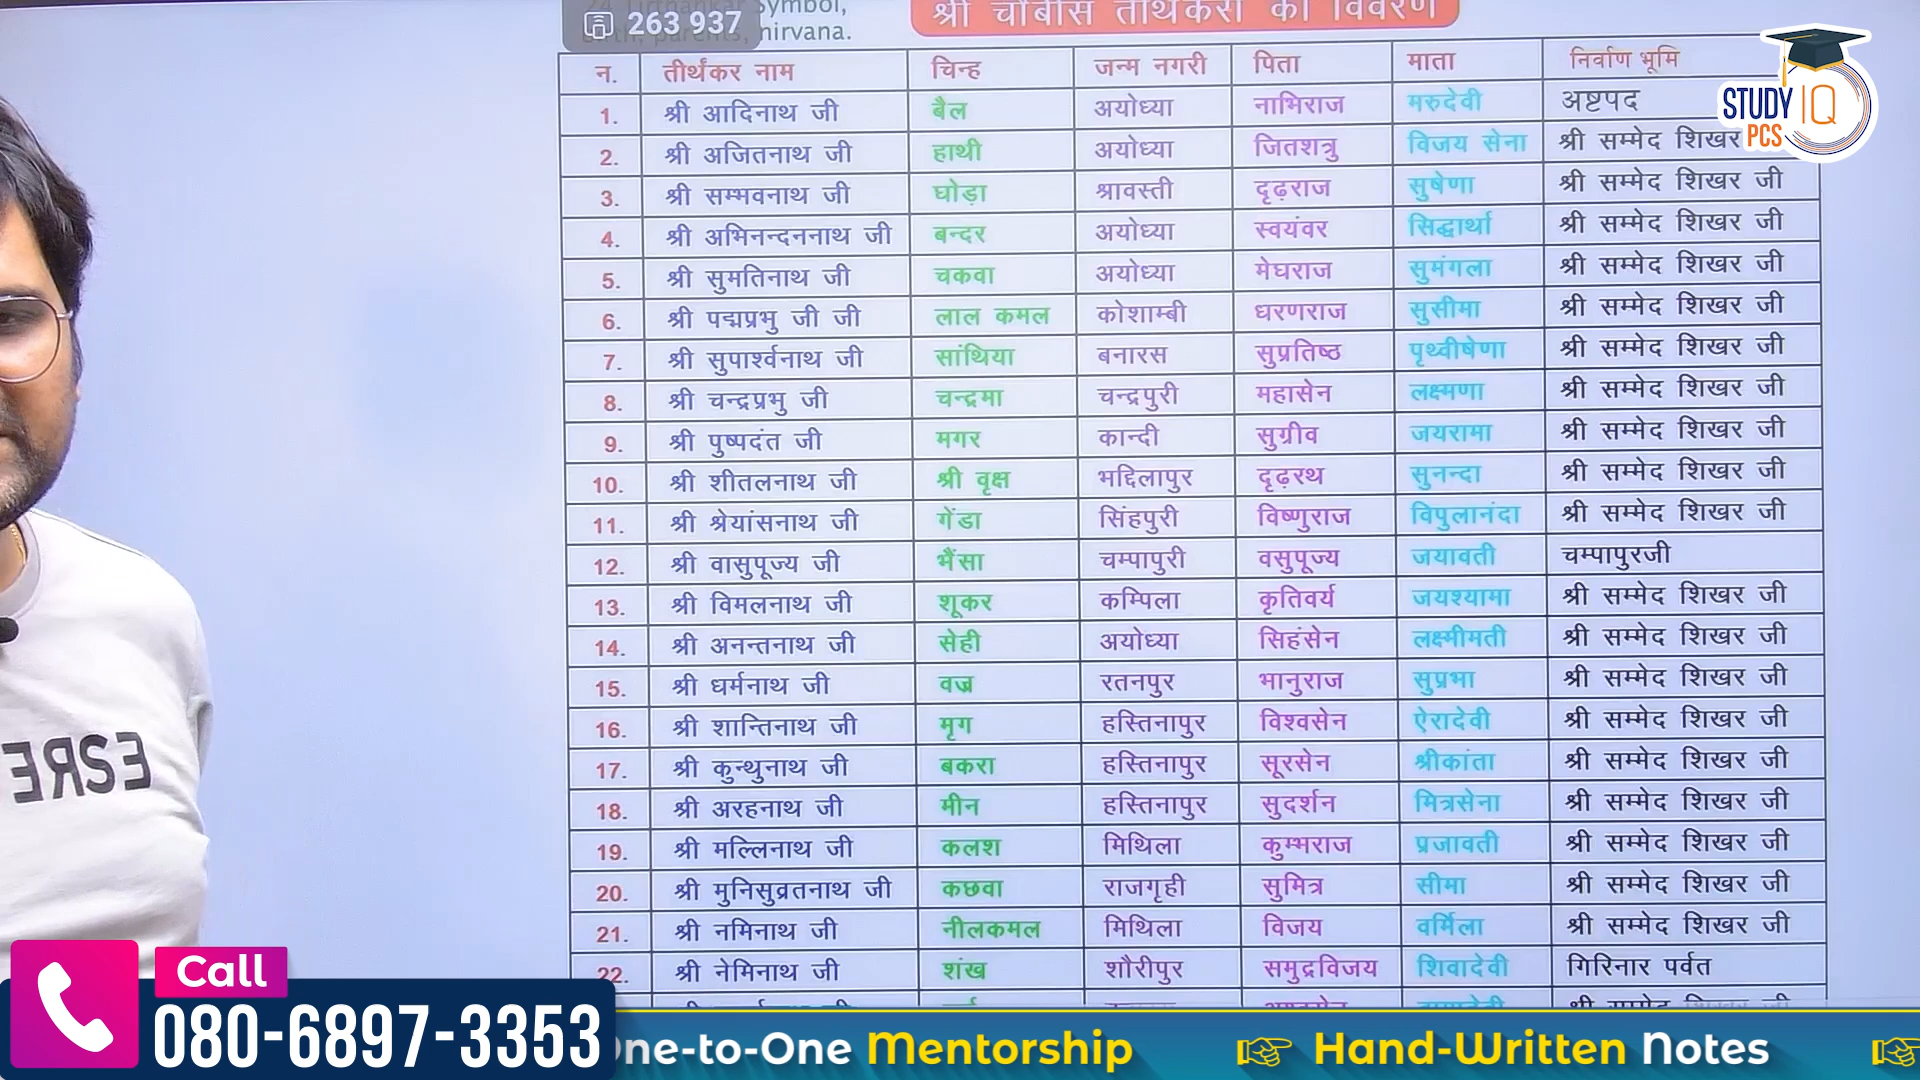 Symbol,
263 937
birth, parents, nirvana.
श्री चौबीस तीर्थंकरों का विवरण
न. तीर्थंकर नाम चिन्ह जन्म नगरी पिता माता निर्वाण भूमि
1. श्री आदिनाथ जी बैल अयोध्या नाभिराज मरुदेवी अष्टपद
2. श्री अजितनाथ जी हाथी अयोध्या जितशत्रु विजय सेना श्री सम्मेद शिखर
3. श्री सम्भवनाथ जी घोड़ा श्रावस्ती दृढ़राज सुषेणा श्री सम्मेद शिखर जी
4. श्री अभिनन्दननाथ जी बन्दर अयोध्या स्वयंवर सिद्धार्था श्री सम्मेद शिखर जी
5. श्री सुमतिनाथ जी चकवा अयोध्या मेघराज सुमंगला श्री सम्मेद शिखर जी
6. श्री पद्मप्रभु जी जी लाल कमल कोशाम्बी धरणराज सुसीमा श्री सम्मेद शिखर जी
7. श्री सुपार्श्वनाथ जी सांथिया बनारस सुप्रतिष्ठ पृथ्वीषेणा श्री सम्मेद शिखर जी
8. श्री चन्द्रप्रभु जी चन्द्रमा चन्द्रपुरी महासेन लक्ष्मणा श्री सम्मेद शिखर जी
9. श्री पुष्पदंत जी मगर कान्दी सुग्रीव जयरामा श्री सम्मेद शिखर जी
10. श्री शीतलनाथ जी श्री वृक्ष भद्दिलापुर दृढ़रथ सुनन्दा श्री सम्मेद शिखर जी
11. श्री श्रेयांसनाथ जी गेंडा सिंहपुरी विष्णुराज विपुलानंदा श्री सम्मेद शिखर जी
12. श्री वासुपूज्य जी भैंसा चम्पापुरी वसुपूज्य जयावती चम्पापुरजी
13. श्री विमलनाथ जी शूकर कम्पिला कृतिवर्य जयश्यामा श्री सम्मेद शिखर जी
14. श्री अनन्तनाथ जी सेही अयोध्या सिहंसेन लक्ष्मीमती श्री सम्मेद शिखर जी
15. श्री धर्मनाथ जी वज्र रतनपुर भानुराज सुप्रभा श्री सम्मेद शिखर जी
16. श्री शान्तिनाथ जी मृग हस्तिनापुर विश्वसेन ऐरादेवी श्री सम्मेद शिखर जी
17. श्री कुन्थुनाथ जी बकरा हस्तिनापुर सूरसेन श्रीकांता श्री सम्मेद शिखर जी
18. श्री अरहनाथ जी मीन हस्तिनापुर सुदर्शन मित्रसेना श्री सम्मेद शिखर जी
19. श्री मल्लिनाथ जी कलश मिथिला कुम्भराज प्रजावती श्री सम्मेद शिखर जी
20. श्री मुनिसुव्रतनाथ जी कछवा राजगृही सुमित्र सीमा श्री सम्मेद शिखर जी
21. श्री नमिनाथ जी नीलकमल मिथिला विजय वर्मिला श्री सम्मेद शिखर जी
22. श्री नेमिनाथ जी शंख शौरीपुर समुद्रविजय शिवादेवी गिरिनार पर्वत
STUDY IQ
PCS
ESRE
Call
080-6897-3353
One-to-One Mentorship
Hand-Written Notes